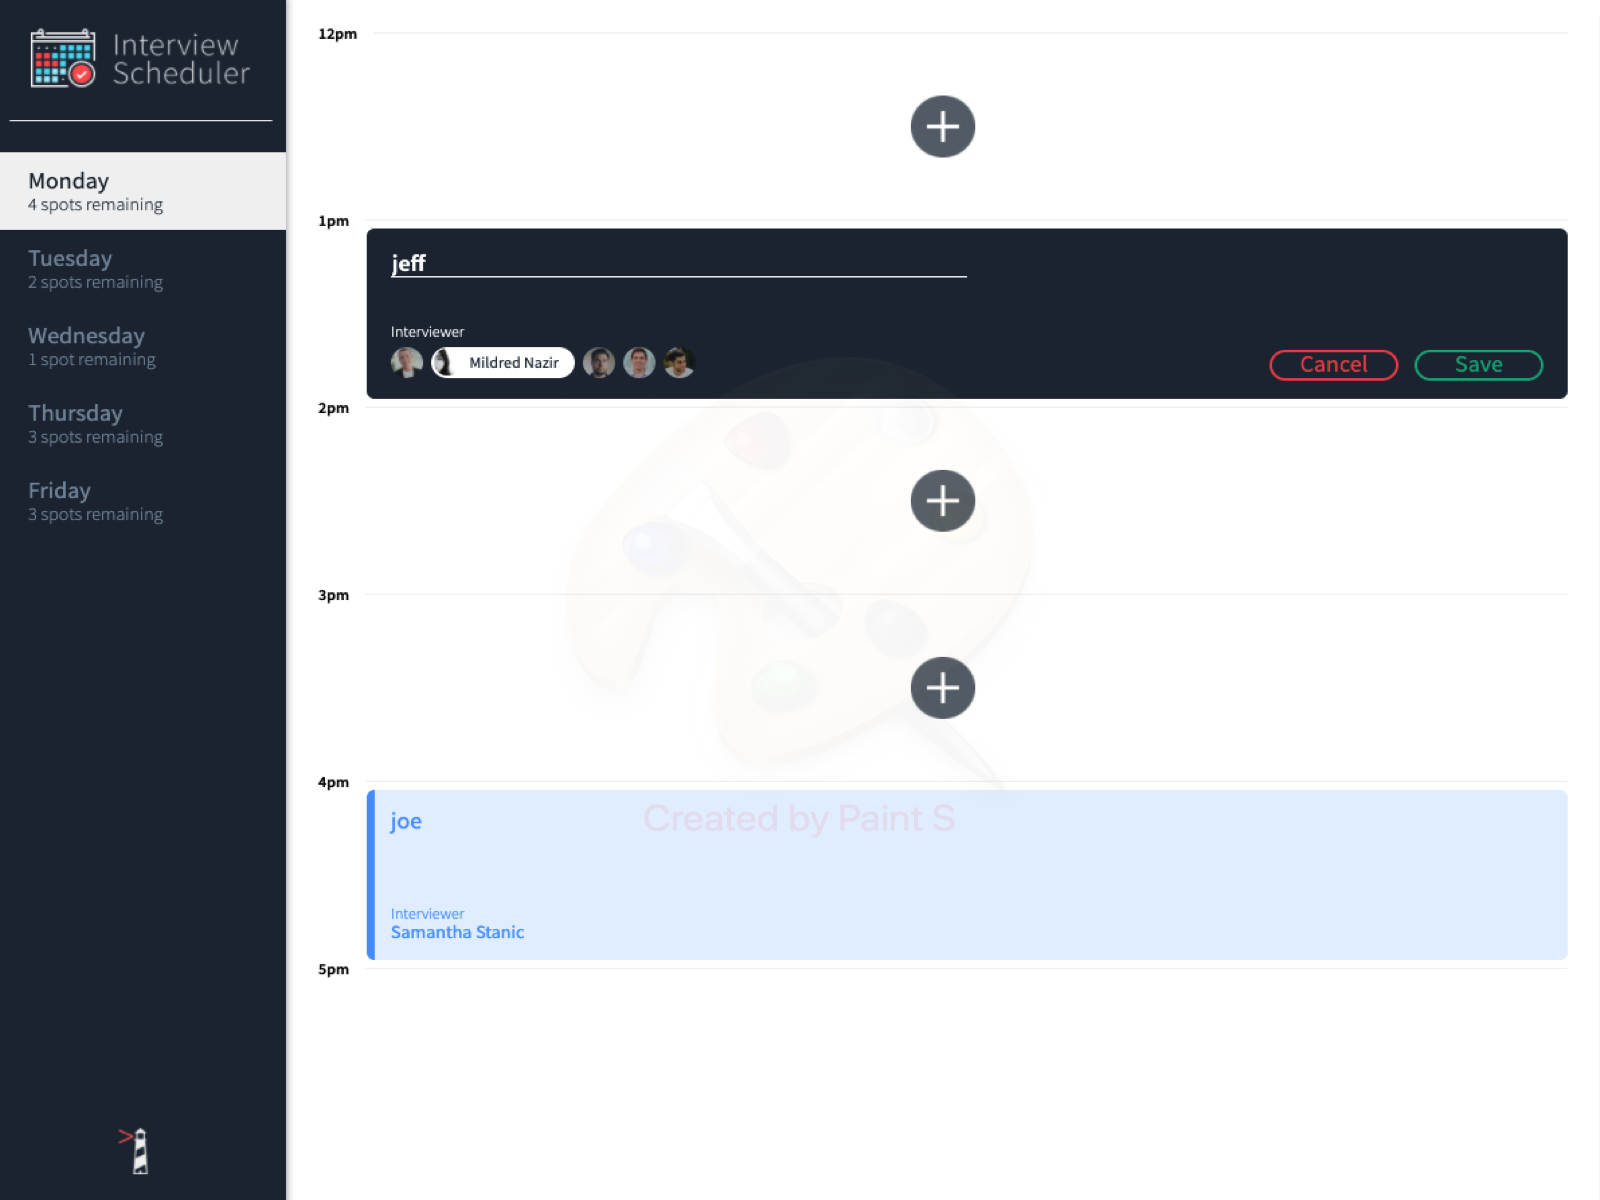 Interview
Scheduler
Monday
4 spots remaining
Tuesday
2 spots remaining
Wednesday
1 spot remaining
Thursday
3 spots remaining
Friday
3 spots remaining
12pm
1pm
jeff
Interviewer
Mildred Nazir
Cancel
Save
2pm
3pm
4pm
joe
Created by Paint S
Interviewer
Samantha Stanic
5pm